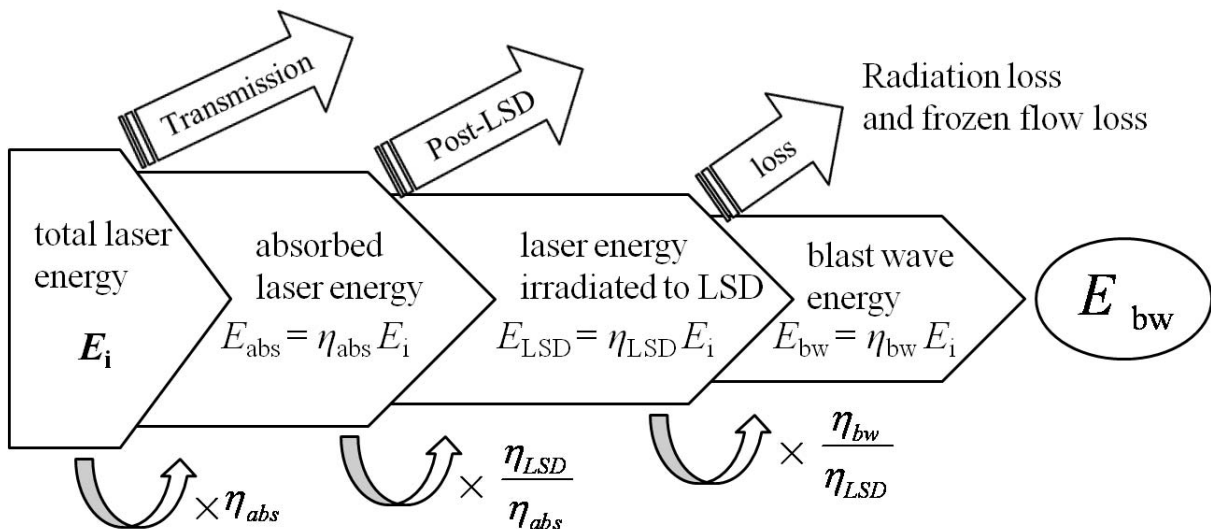 Transmission
Post-LSD
loss
Radiation loss
and frozen flow loss
total laser
energy
E_i
absorbed
laser energy
E_abs = η_abs E_i
laser energy
irradiated to LSD
E_LSD = η_LSD E_i
blast wave
energy
E_bw = η_bw E_i
E_bw
× η_abs
× η_LSD / η_abs
× η_bw / η_LSD